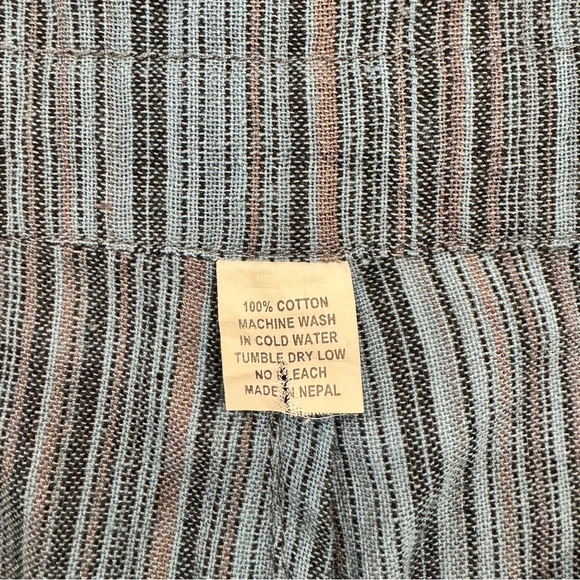 100% COTTON
MACHINE WASH
IN COLD WATER
TUMBLE DRY LOW
NO BLEACH
MADE IN NEPAL